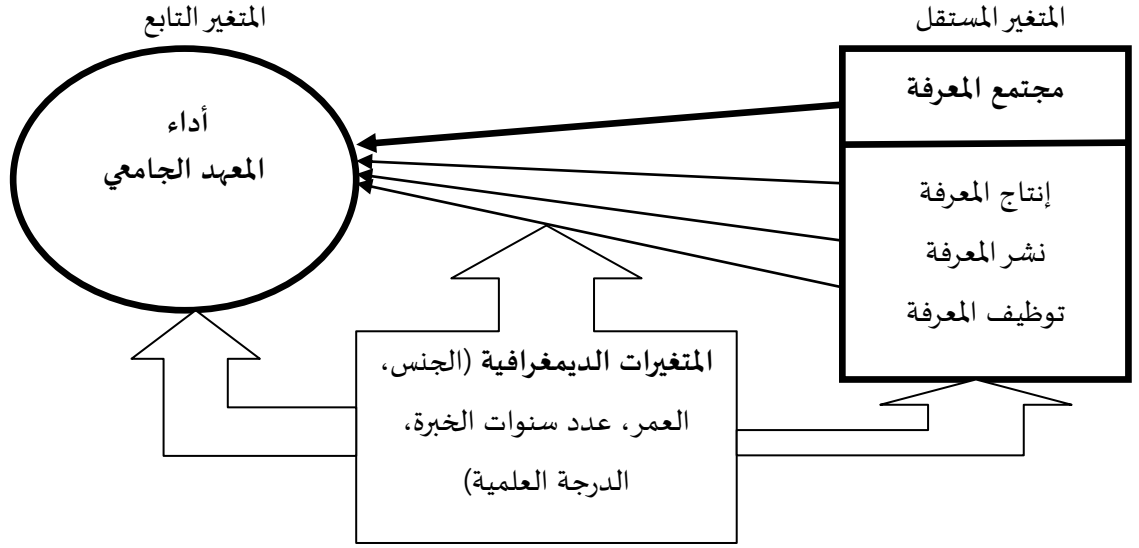 المتغير المستقل
المتغير التابع
مجتمع المعرفة
إنتاج المعرفة
نشر المعرفة
توظيف المعرفة
أداء
المعهد الجامعي
المتغيرات الديمغرافية (الجنس،
العمر، عدد سنوات الخبرة،
الدرجة العلمية)